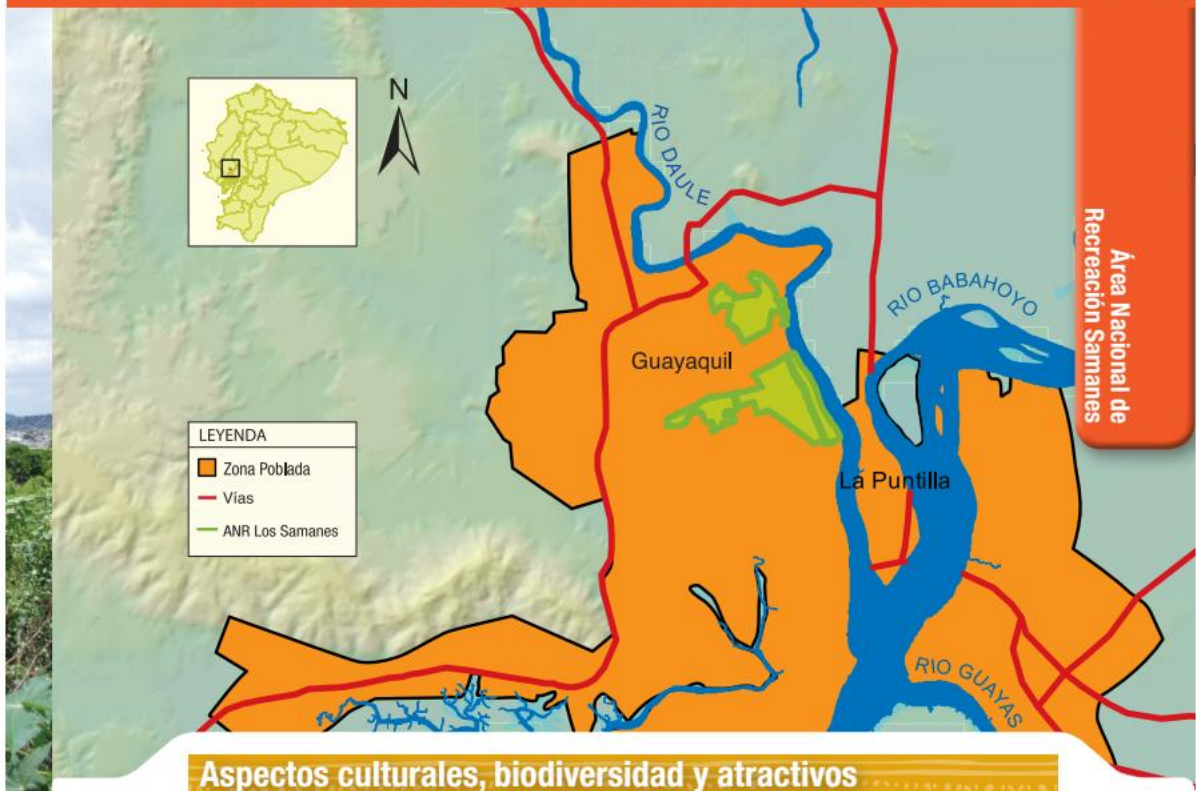 N
RIO DAULE
RIO BABAHOYO
Área Nacional de
Recreación Samanes
Guayaquil
LEYENDA
Zona Poblada
Vías
ANR Los Samanes
La Puntilla
RIO GUAYAS
Aspectos culturales, biodiversidad y atractivos